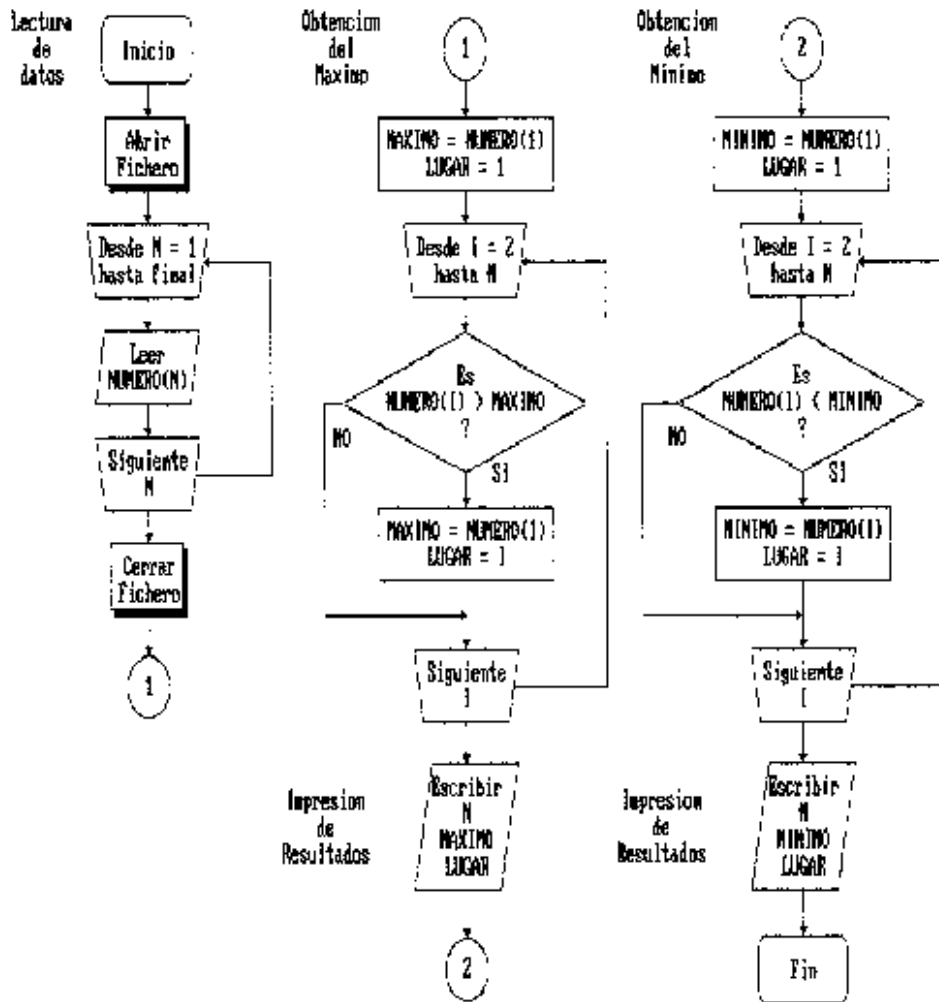 Lectura
de
datos
Inicio
Abrir
Fichero
Desde N = 1
hasta final
Leer
NUMERO(N)
Siguiente
N
Cerrar
Fichero
1
Obtencion
del
Maximo
1
MAXIMO = NUMERO(1)
LUGAR = 1
Desde I = 2
hasta N
Es
NUMERO(I) > MAXIMO
?
NO
SI
MAXIMO = NUMERO(I)
LUGAR = I
Siguiente
I
Impresion
de
Resultados
Escribir
N
MAXIMO
LUGAR
2
Obtencion
del
Minimo
2
MINIMO = NUMERO(1)
LUGAR = 1
Desde I = 2
hasta N
Es
NUMERO(I) < MINIMO
?
NO
SI
MINIMO = NUMERO(I)
LUGAR = I
Siguiente
I
Impresion
de
Resultados
Escribir
N
MINIMO
LUGAR
Fin